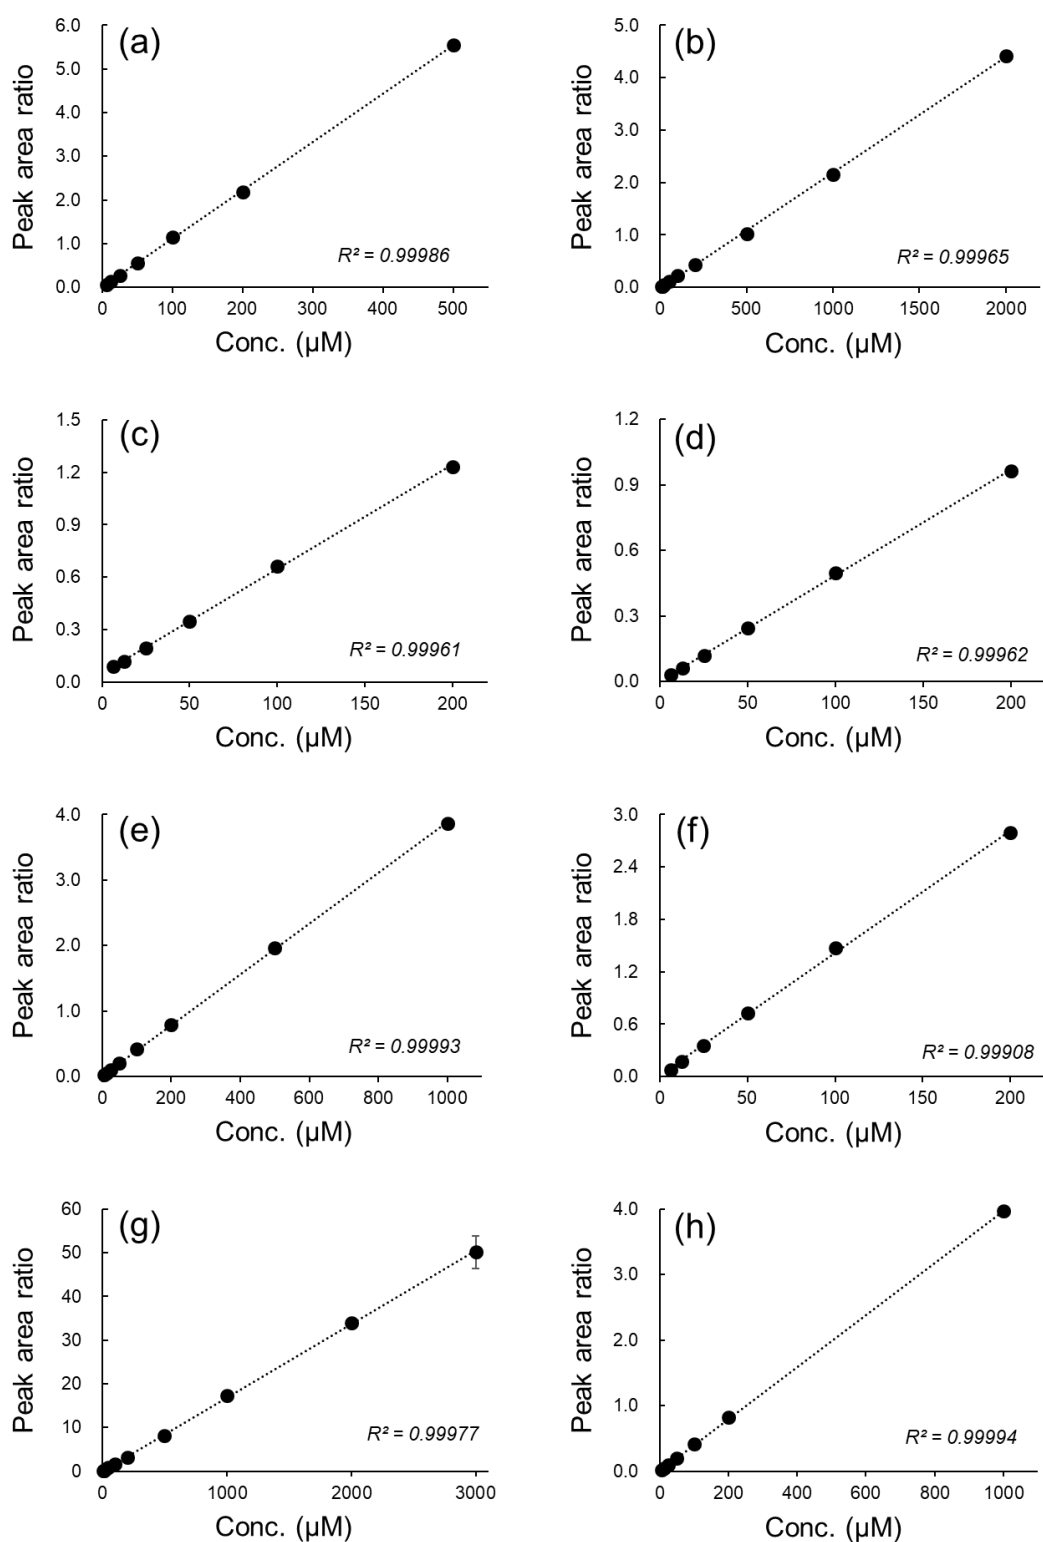 (a)
Peak area ratio
6.0
5.0
4.0
3.0
2.0
1.0
0.0
R² = 0.99986
0 100 200 300 400 500
Conc. (µM)
(b)
Peak area ratio
5.0
4.0
3.0
2.0
1.0
0.0
R² = 0.99965
0 500 1000 1500 2000
Conc. (µM)
(c)
Peak area ratio
1.5
1.2
0.9
0.6
0.3
0.0
R² = 0.99961
0 50 100 150 200
Conc. (µM)
(d)
Peak area ratio
1.2
0.9
0.6
0.3
0.0
R² = 0.99962
0 50 100 150 200
Conc. (µM)
(e)
Peak area ratio
4.0
3.0
2.0
1.0
0.0
R² = 0.99993
0 200 400 600 800 1000
Conc. (µM)
(f)
Peak area ratio
3.0
2.4
1.8
1.2
0.6
0.0
R² = 0.99908
0 50 100 150 200
Conc. (µM)
(g)
Peak area ratio
60
50
40
30
20
10
0
R² = 0.99977
0 1000 2000 3000
Conc. (µM)
(h)
Peak area ratio
4.0
3.0
2.0
1.0
0.0
R² = 0.99994
0 200 400 600 800 1000
Conc. (µM)